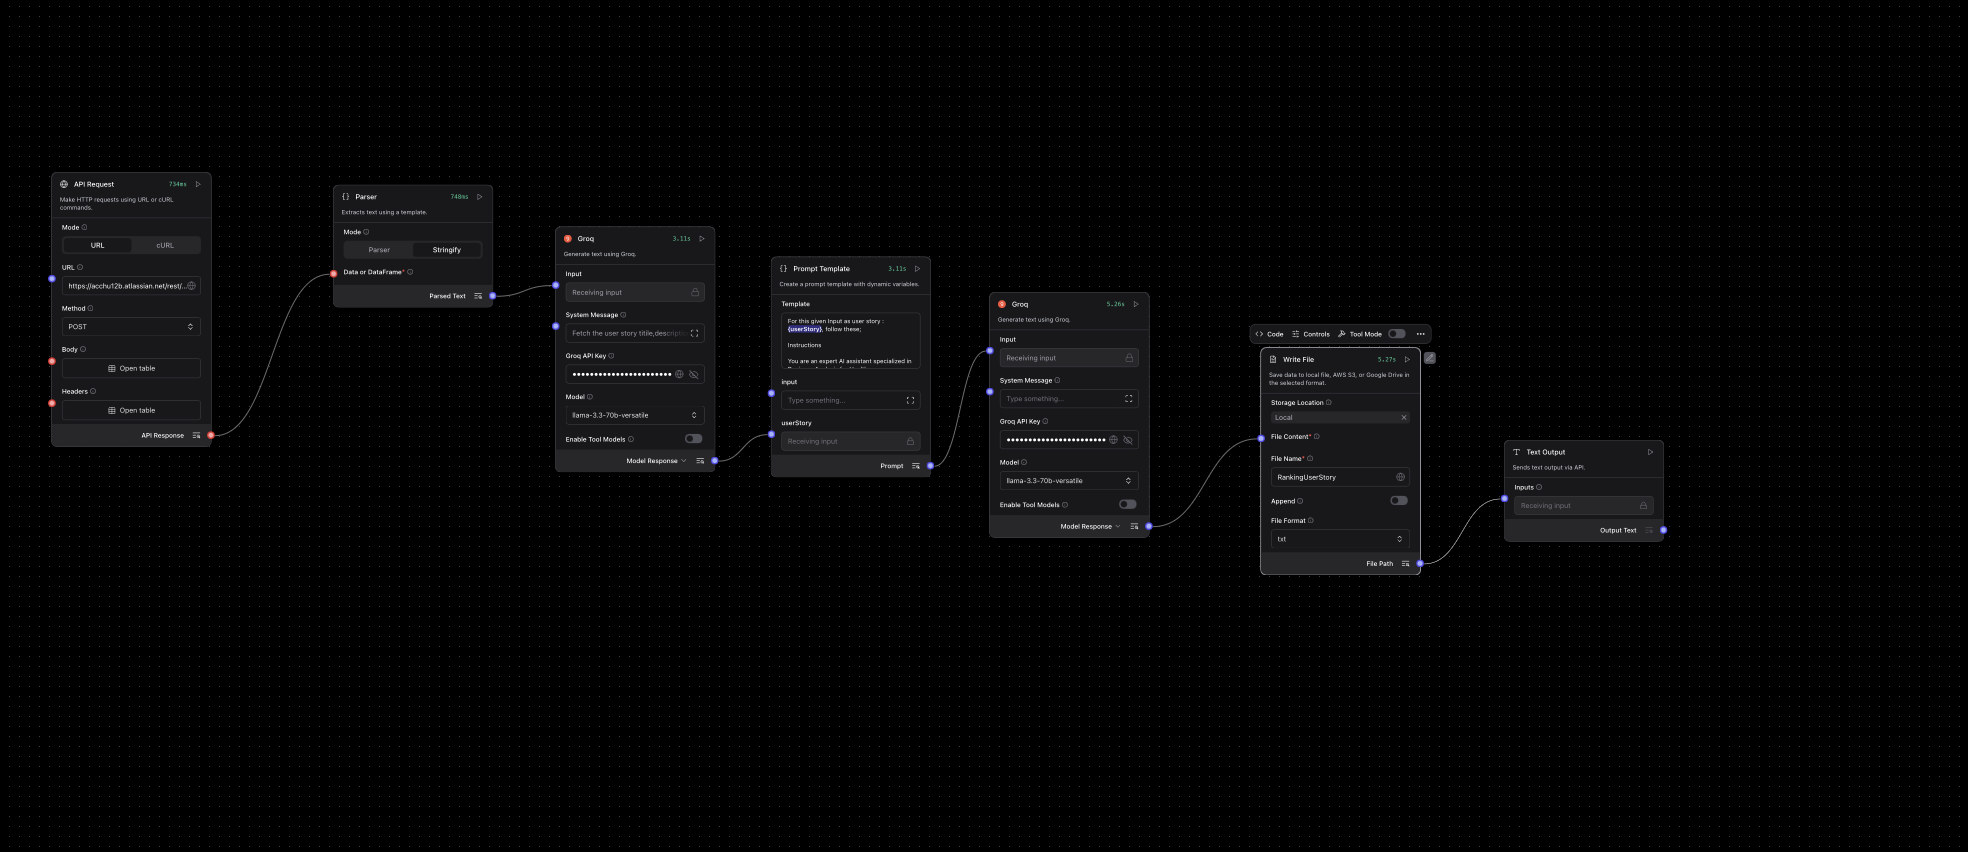 API Request
734ms
Make HTTP requests using URL or cURL
commands.
Mode
URL
cURL
URL
https://acchu12b.atlassian.net/rest/...
Method
POST
Body
Open table
Headers
Open table
API Response
Parser
748ms
Extracts text using a template.
Mode
Parser
Stringify
Data or DataFrame*
Parsed Text
Groq
3.11s
Generate text using Groq.
Input
Receiving input
System Message
Fetch the user story titile,descripti
Groq API Key
Model
llama-3.3-70b-versatile
Enable Tool Models
Model Response
Prompt Template
3.11s
Create a prompt template with dynamic variables.
Template
For this given Input as user story :
{userStory}, follow these;
Instructions
You are an expert AI assistant specialized in
input
Type something...
userStory
Receiving input
Prompt
Groq
5.26s
Generate text using Groq.
Input
Receiving input
System Message
Type something...
Groq API Key
Model
llama-3.3-70b-versatile
Enable Tool Models
Model Response
Code
Controls
Tool Mode
Write File
5.27s
Save data to local file, AWS S3, or Google Drive in
the selected format.
Storage Location
Local
File Content*
File Name*
RankingUserStory
Append
File Format
txt
File Path
Text Output
Sends text output via API.
Inputs
Receiving input
Output Text